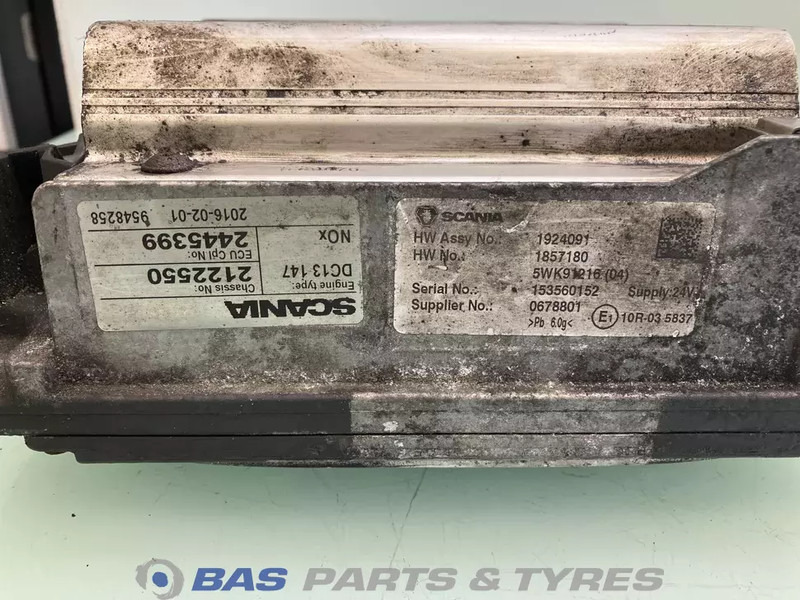 SCANIA
Engine type: Chassis No:
DC13 147 2122550
ECU Cpl No:
NOx 2445399
2016-02-01 9548258
SCANIA
HW Assy No.: 1924091
HW No.: 1857180
5WK91216 (04)
Serial No.: 153560152 Supply:24V
Supplier No.: 0678801
>Pb 6.0g< E1 10R-03 5837
BAS PARTS & TYRES